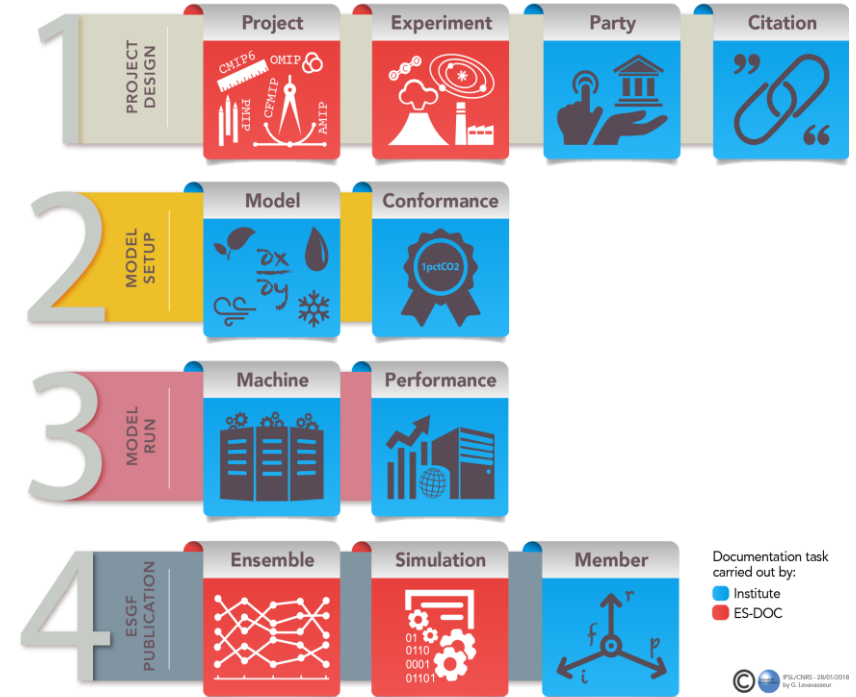 1
PROJECT
DESIGN
Project
CMIP6
OMIP
PMIP
CFMIP
AMIP
Experiment
Party
Citation
2
MODEL
SETUP
Model
∂x
∂y
Conformance
1pctCO2
3
MODEL
RUN
Machine
Performance
4
ESGF
PUBLICATION
Ensemble
Simulation
01
0110
0001
01101
Member
r
f
i
p
Documentation task
carried out by:
Institute
ES-DOC
IPSL/CNRS - 28/01/2018
by G. Levavasseur